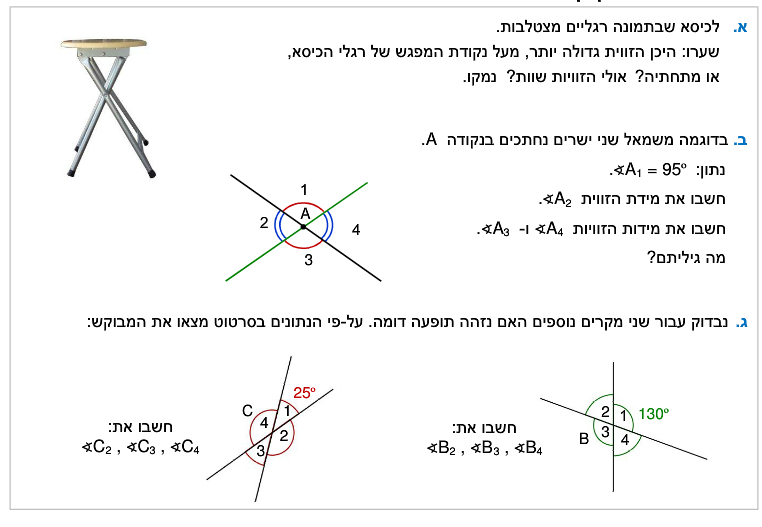 א. לכיסא שבתמונה רגליים מצטלבות.
שערו: היכן הזווית גדולה יותר, מעל נקודת המפגש של רגלי הכיסא,
או מתחתיה? אולי הזוויות שוות? נמקו.
ב. בדוגמה משמאל שני ישרים נחתכים בנקודה A.
נתון: ∢A₁ = 95º.
חשבו את מידת הזווית ∢A₂.
חשבו את מידות הזוויות ∢A₄ ו- ∢A₃.
מה גיליתם?
1
A
2
4
3
ג. נבדוק עבור שני מקרים נוספים האם נזהה תופעה דומה. על-פי הנתונים בסרטוט מצאו את המבוקש:
2 1 130º
3 4
B
חשבו את:
∢B₂ , ∢B₃ , ∢B₄
25º
C 1
4 2
3
חשבו את:
∢C₂ , ∢C₃ , ∢C₄